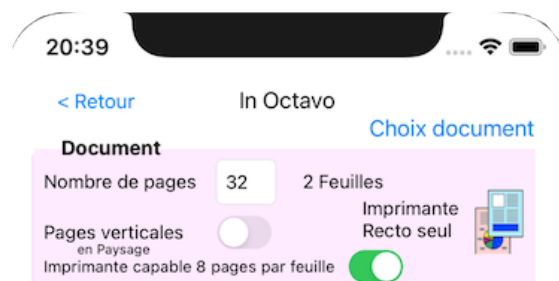 20:39
< Retour
In Octavo
Choix document
Document
Nombre de pages 32 2 Feuilles
Imprimante
Recto seul
Pages verticales
en Paysage
Imprimante capable 8 pages par feuille